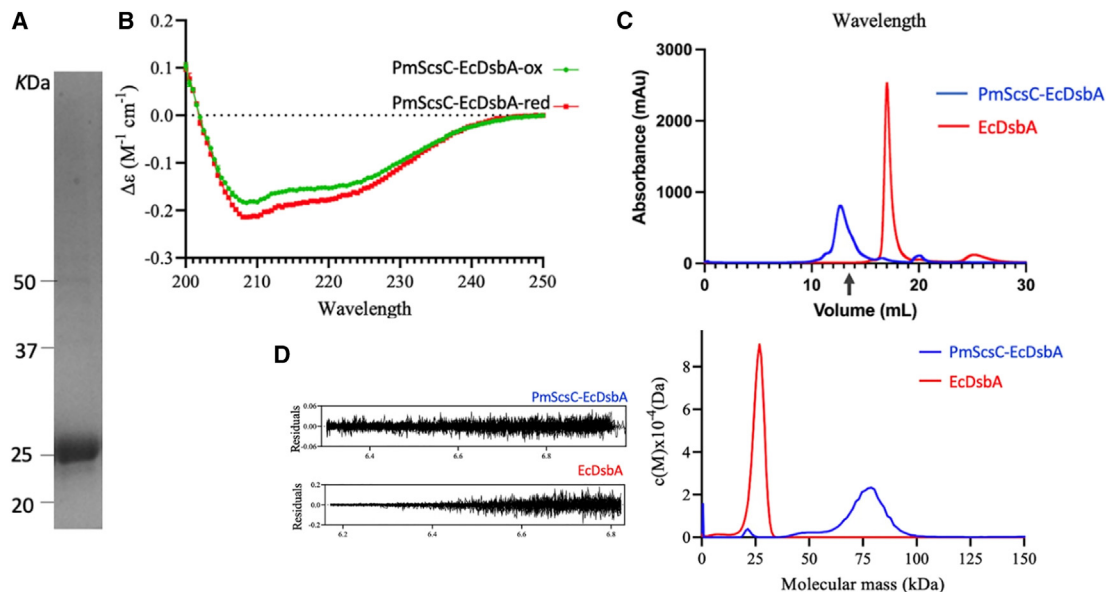 A
KDa
50
37
25
20
B
0.2
0.1
0.0
-0.1
-0.2
-0.3
Δε (M⁻¹ cm⁻¹)
PmScsC-EcDsbA-ox
PmScsC-EcDsbA-red
200 210 220 230 240 250
Wavelength
C
Wavelength
3000
2000
1000
0
Absorbance (mAu)
PmScsC-EcDsbA
EcDsbA
0 10 20 30
Volume (mL)
D
PmScsC-EcDsbA
Residuals
0.06
0.00
-0.06
6.4 6.6 6.8
EcDsbA
Residuals
0.2
0.0
-0.2
6.2 6.4 6.6 6.8
c(M)x10⁻⁴(Da)
8
6
4
2
0
PmScsC-EcDsbA
EcDsbA
0 25 50 75 100 125 150
Molecular mass (kDa)